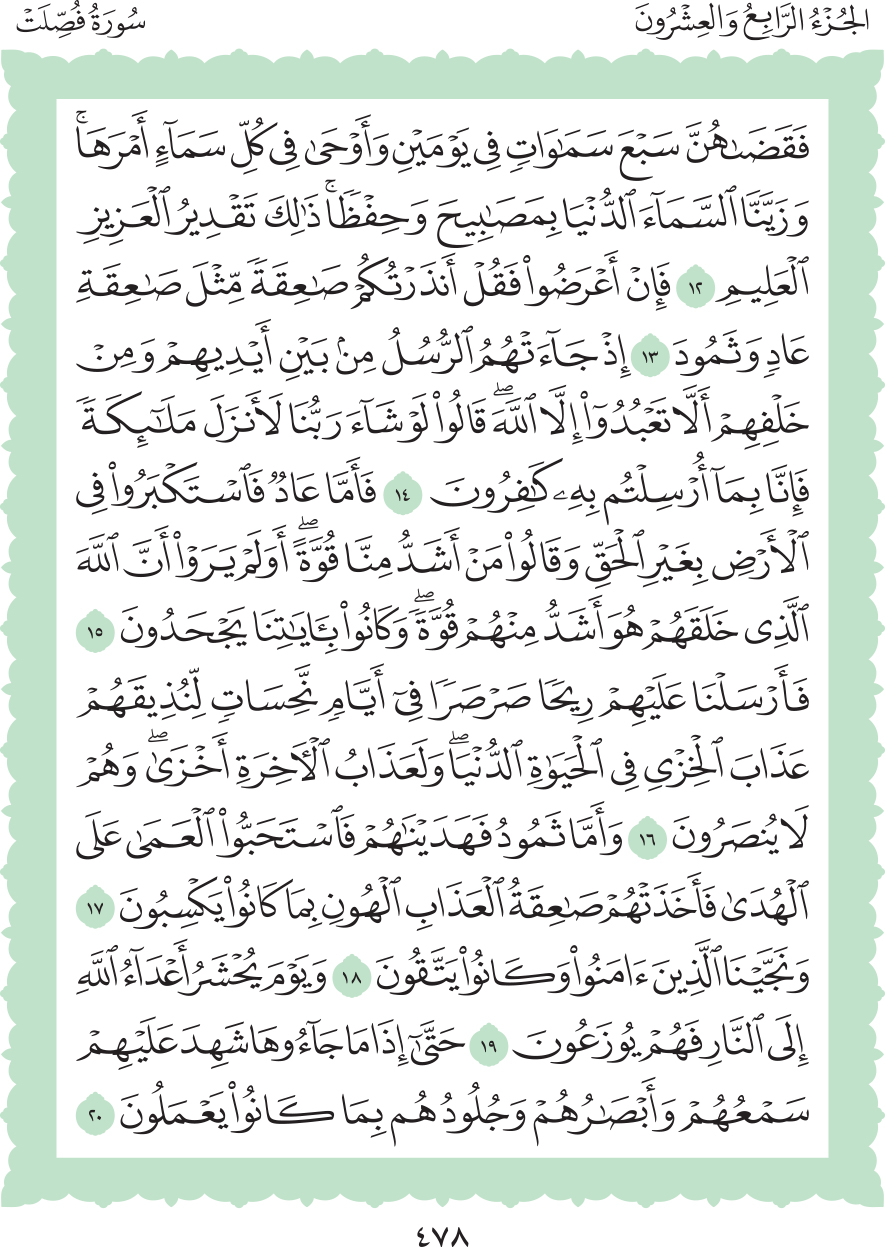 الجُزْءُ الرَّابِعُ وَالعِشْرُونَ
سُورَةُ فُصِّلَتْ
فَقَضَىٰهُنَّ سَبْعَ سَمَٰوَاتٍ فِى يَوْمَيْنِ وَأَوْحَىٰ فِى كُلِّ سَمَآءٍ أَمْرَهَا ۚ
وَزَيَّنَّا ٱلسَّمَآءَ ٱلدُّنْيَا بِمَصَٰبِيحَ وَحِفْظًا ۚ ذَٰلِكَ تَقْدِيرُ ٱلْعَزِيزِ
ٱلْعَلِيمِ ١٢ فَإِنْ أَعْرَضُوا۟ فَقُلْ أَنذَرْتُكُمْ صَٰعِقَةً مِّثْلَ صَٰعِقَةِ
عَادٍ وَثَمُودَ ١٣ إِذْ جَآءَتْهُمُ ٱلرُّسُلُ مِنۢ بَيْنِ أَيْدِيهِمْ وَمِنْ
خَلْفِهِمْ أَلَّا تَعْبُدُوٓا۟ إِلَّا ٱللَّهَ ۖ قَالُوا۟ لَوْ شَآءَ رَبُّنَا لَأَنزَلَ مَلَٰٓئِكَةً
فَإِنَّا بِمَآ أُرْسِلْتُم بِهِۦ كَٰفِرُونَ ١٤ فَأَمَّا عَادٌ فَٱسْتَكْبَرُوا۟ فِى
ٱلْأَرْضِ بِغَيْرِ ٱلْحَقِّ وَقَالُوا۟ مَنْ أَشَدُّ مِنَّا قُوَّةً ۖ أَوَلَمْ يَرَوْا۟ أَنَّ ٱللَّهَ
ٱلَّذِى خَلَقَهُمْ هُوَ أَشَدُّ مِنْهُمْ قُوَّةً ۖ وَكَانُوا۟ بِـَٔايَٰتِنَا يَجْحَدُونَ ١٥
فَأَرْسَلْنَا عَلَيْهِمْ رِيحًا صَرْصَرًا فِىٓ أَيَّامٍ نَّحِسَاتٍ لِّنُذِيقَهُمْ
عَذَابَ ٱلْخِزْىِ فِى ٱلْحَيَوٰةِ ٱلدُّنْيَا ۖ وَلَعَذَابُ ٱلْـَٔاخِرَةِ أَخْزَىٰ ۖ وَهُمْ
لَا يُنصَرُونَ ١٦ وَأَمَّا ثَمُودُ فَهَدَيْنَٰهُمْ فَٱسْتَحَبُّوا۟ ٱلْعَمَىٰ عَلَى
ٱلْهُدَىٰ فَأَخَذَتْهُمْ صَٰعِقَةُ ٱلْعَذَابِ ٱلْهُونِ بِمَا كَانُوا۟ يَكْسِبُونَ ١٧
وَنَجَّيْنَا ٱلَّذِينَ ءَامَنُوا۟ وَكَانُوا۟ يَتَّقُونَ ١٨ وَيَوْمَ يُحْشَرُ أَعْدَآءُ ٱللَّهِ
إِلَى ٱلنَّارِ فَهُمْ يُوزَعُونَ ١٩ حَتَّىٰٓ إِذَا مَا جَآءُوهَا شَهِدَ عَلَيْهِمْ
سَمْعُهُمْ وَأَبْصَٰرُهُمْ وَجُلُودُهُم بِمَا كَانُوا۟ يَعْمَلُونَ ٢٠
٤٧٨